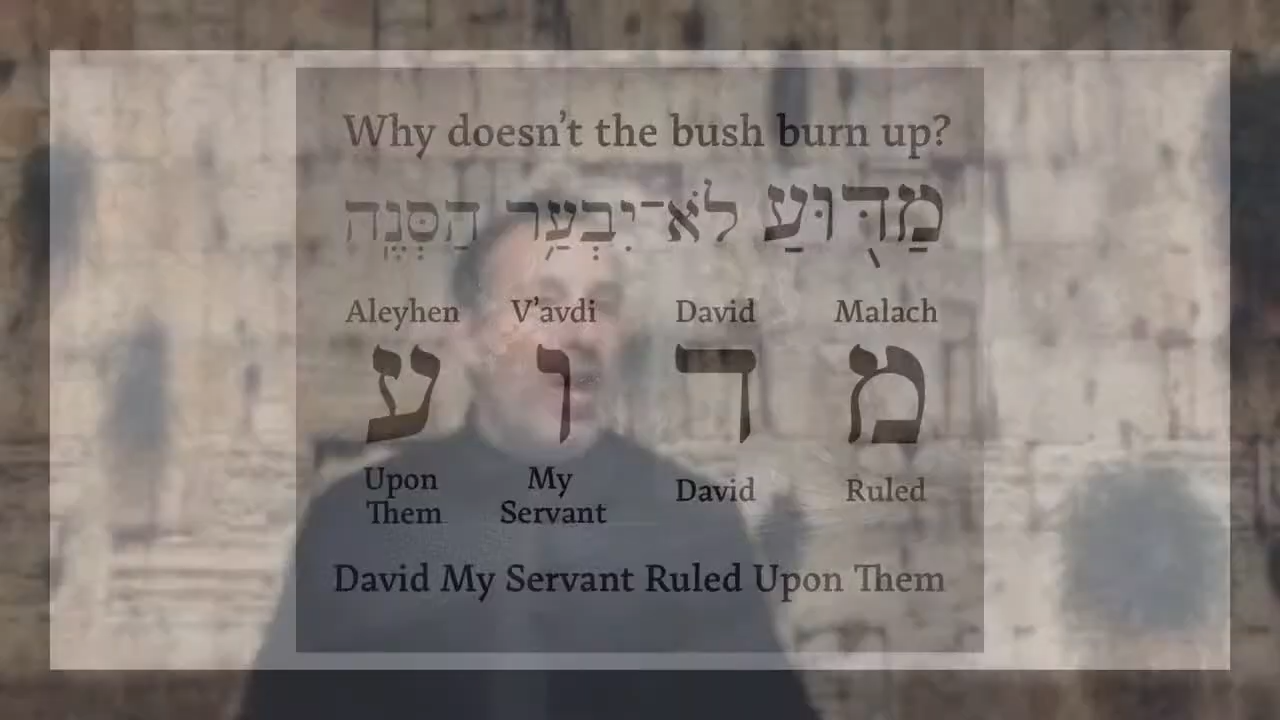 Why doesn't the bush burn up?
מַדּ֖וּעַ לֹא־יִבְעַ֥ר הַסְּנֶֽה
Aleyhen V'avdi David Malach
ע ו ד מ
Upon Them My Servant David Ruled
David My Servant Ruled Upon Them